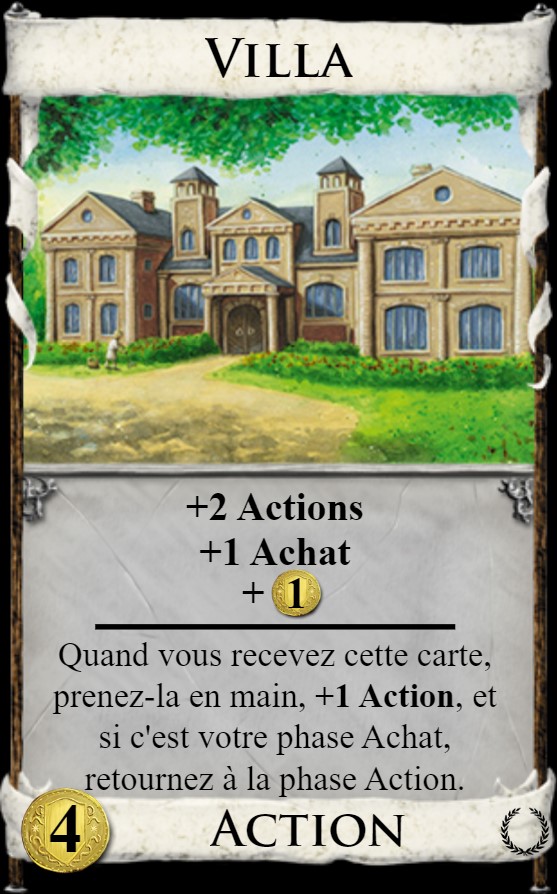 VILLA
+2 Actions
+1 Achat
+ 1
Quand vous recevez cette carte,
prenez-la en main, +1 Action, et
si c'est votre phase Achat,
retournez à la phase Action.
4 ACTION